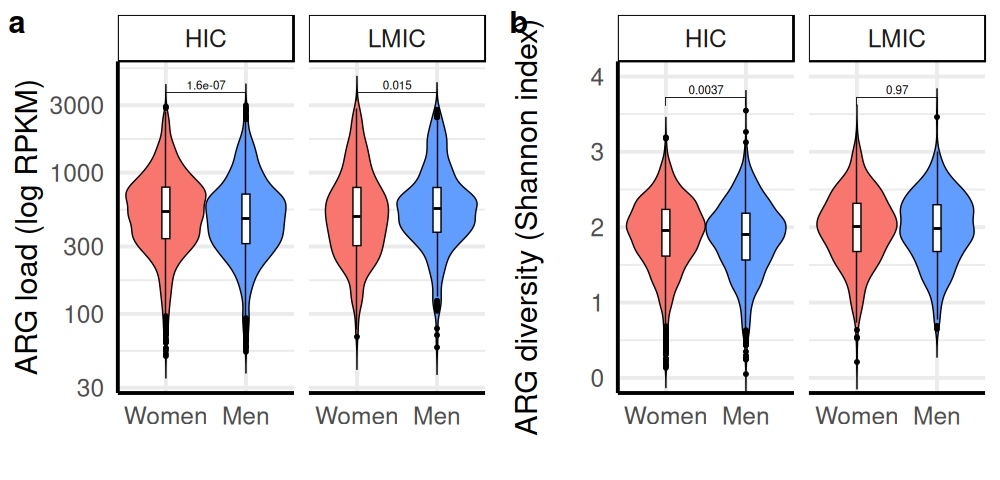 a
HIC
LMIC
ARG load (log RPKM)
3000
1000
300
100
30
1.6e-07
0.015
Women
Men
Women
Men
b
HIC
LMIC
ARG diversity (Shannon index)
4
3
2
1
0
0.0037
0.97
Women
Men
Women
Men